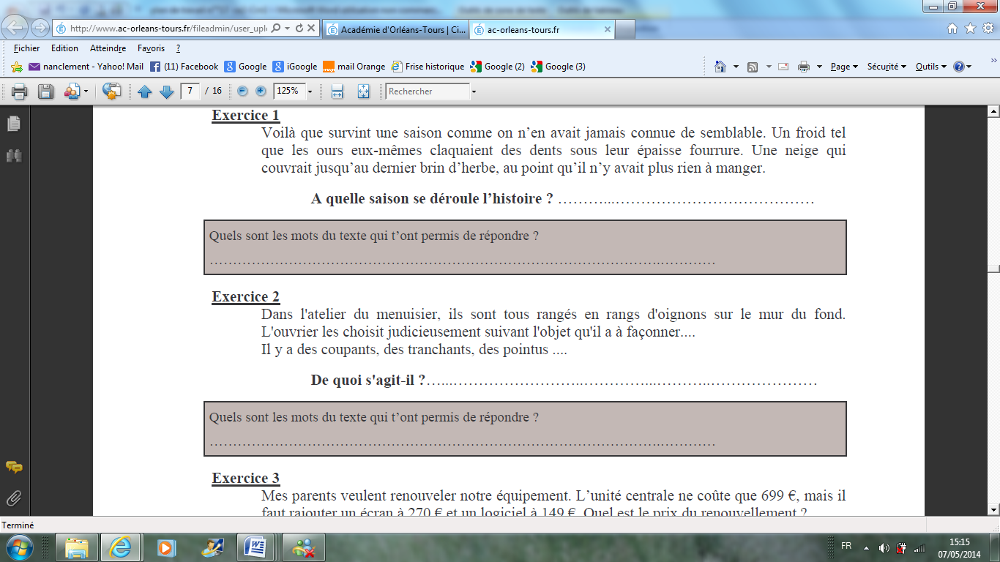 http://www.ac-orleans-tours.fr/fileadmin/user_uplo
Académie d'Orléans-Tours | Ci...
ac-orleans-tours.fr
Fichier Edition Atteindre Favoris ?
nanclement - Yahoo! Mail (11) Facebook Google iGoogle mail Orange Frise historique Google (2) Google (3) Page Sécurité Outils
7 / 16 125% Rechercher
Exercice 1
Voilà que survint une saison comme on n’en avait jamais connue de semblable. Un froid tel
que les ours eux-mêmes claquaient des dents sous leur épaisse fourrure. Une neige qui
couvrait jusqu’au dernier brin d’herbe, au point qu’il n’y avait plus rien à manger.
A quelle saison se déroule l’histoire ? ………...………………………………
Quels sont les mots du texte qui t’ont permis de répondre ?
……………………………………………………………………………………..…………
Exercice 2
Dans l'atelier du menuisier, ils sont tous rangés en rangs d'oignons sur le mur du fond.
L'ouvrier les choisit judicieusement suivant l'objet qu'il a à façonner....
Il y a des coupants, des tranchants, des pointus ....
De quoi s'agit-il ?…...……………………..…………...………..…………………
Quels sont les mots du texte qui t’ont permis de répondre ?
……………………………………………………………………………………..…………
Exercice 3
Mes parents veulent renouveler notre équipement. L’unité centrale ne coûte que 699 €, mais il
faut rajouter un écran à 270 € et un logiciel à 149 €. Quel est le prix du renouvellement ?
Terminé
FR 15:15
07/05/2014